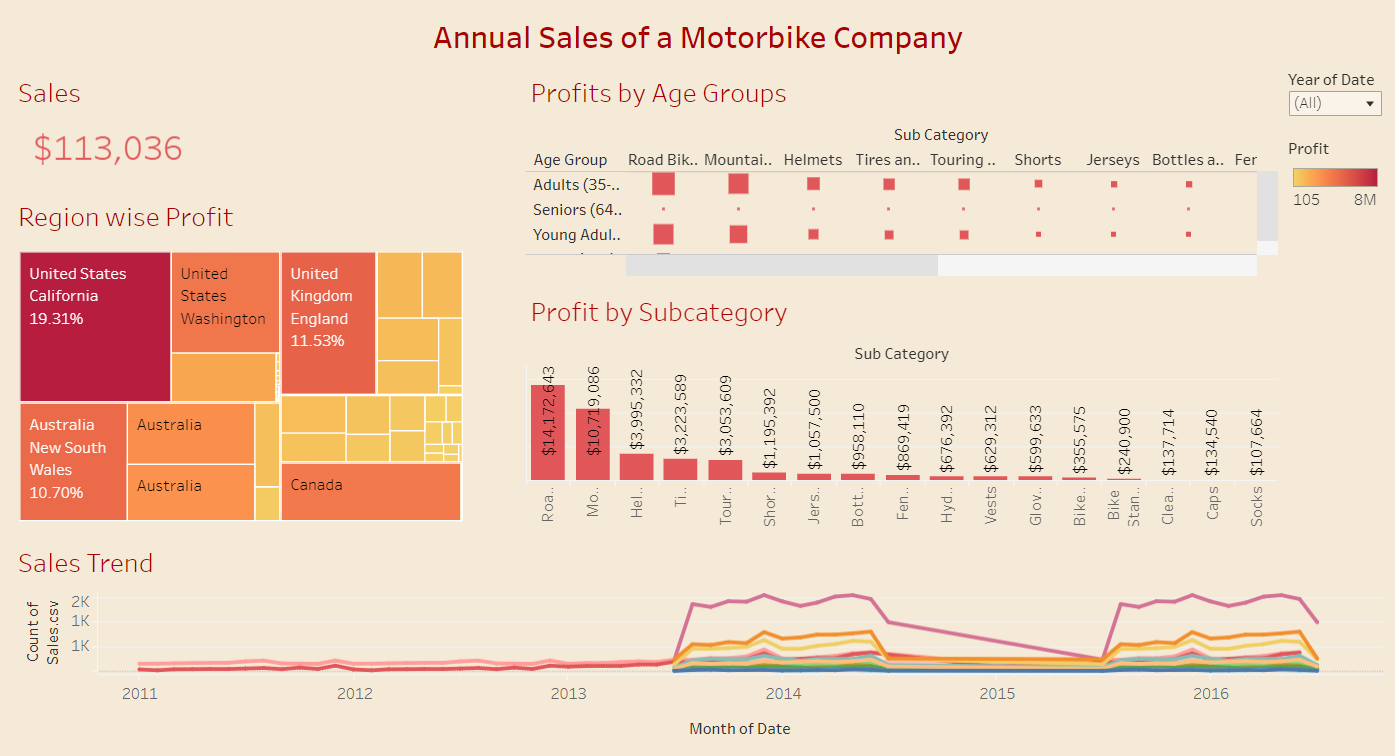 Annual Sales of a Motorbike Company
Sales
$113,036
Region wise Profit
United States
California
19.31%
United
States
Washington
United
Kingdom
England
11.53%
Australia
New South
Wales
10.70%
Australia
Australia
Canada
Profits by Age Groups
Sub Category
Age Group Road Bik.. Mountai.. Helmets Tires an.. Touring .. Shorts Jerseys Bottles a.. Fer
Adults (35-..
Seniors (64..
Young Adul..
Year of Date
(All)
Profit
105 8M
Profit by Subcategory
Sub Category
$14,172,643 $10,719,086 $3,995,332 $3,223,589 $3,053,609 $1,195,392 $1,057,500 $958,110 $869,419 $676,392 $629,312 $599,633 $355,575 $240,900 $137,714 $134,540 $107,664
Roa.. Mo.. Hel.. Ti.. Tour.. Shor.. Jers.. Bott.. Fen.. Hyd.. Vests Glov.. Bike.. Bike Stan.. Clea.. Caps Socks
Sales Trend
Count of
Sales.csv
2K
1K
1K
2011 2012 2013 2014 2015 2016
Month of Date